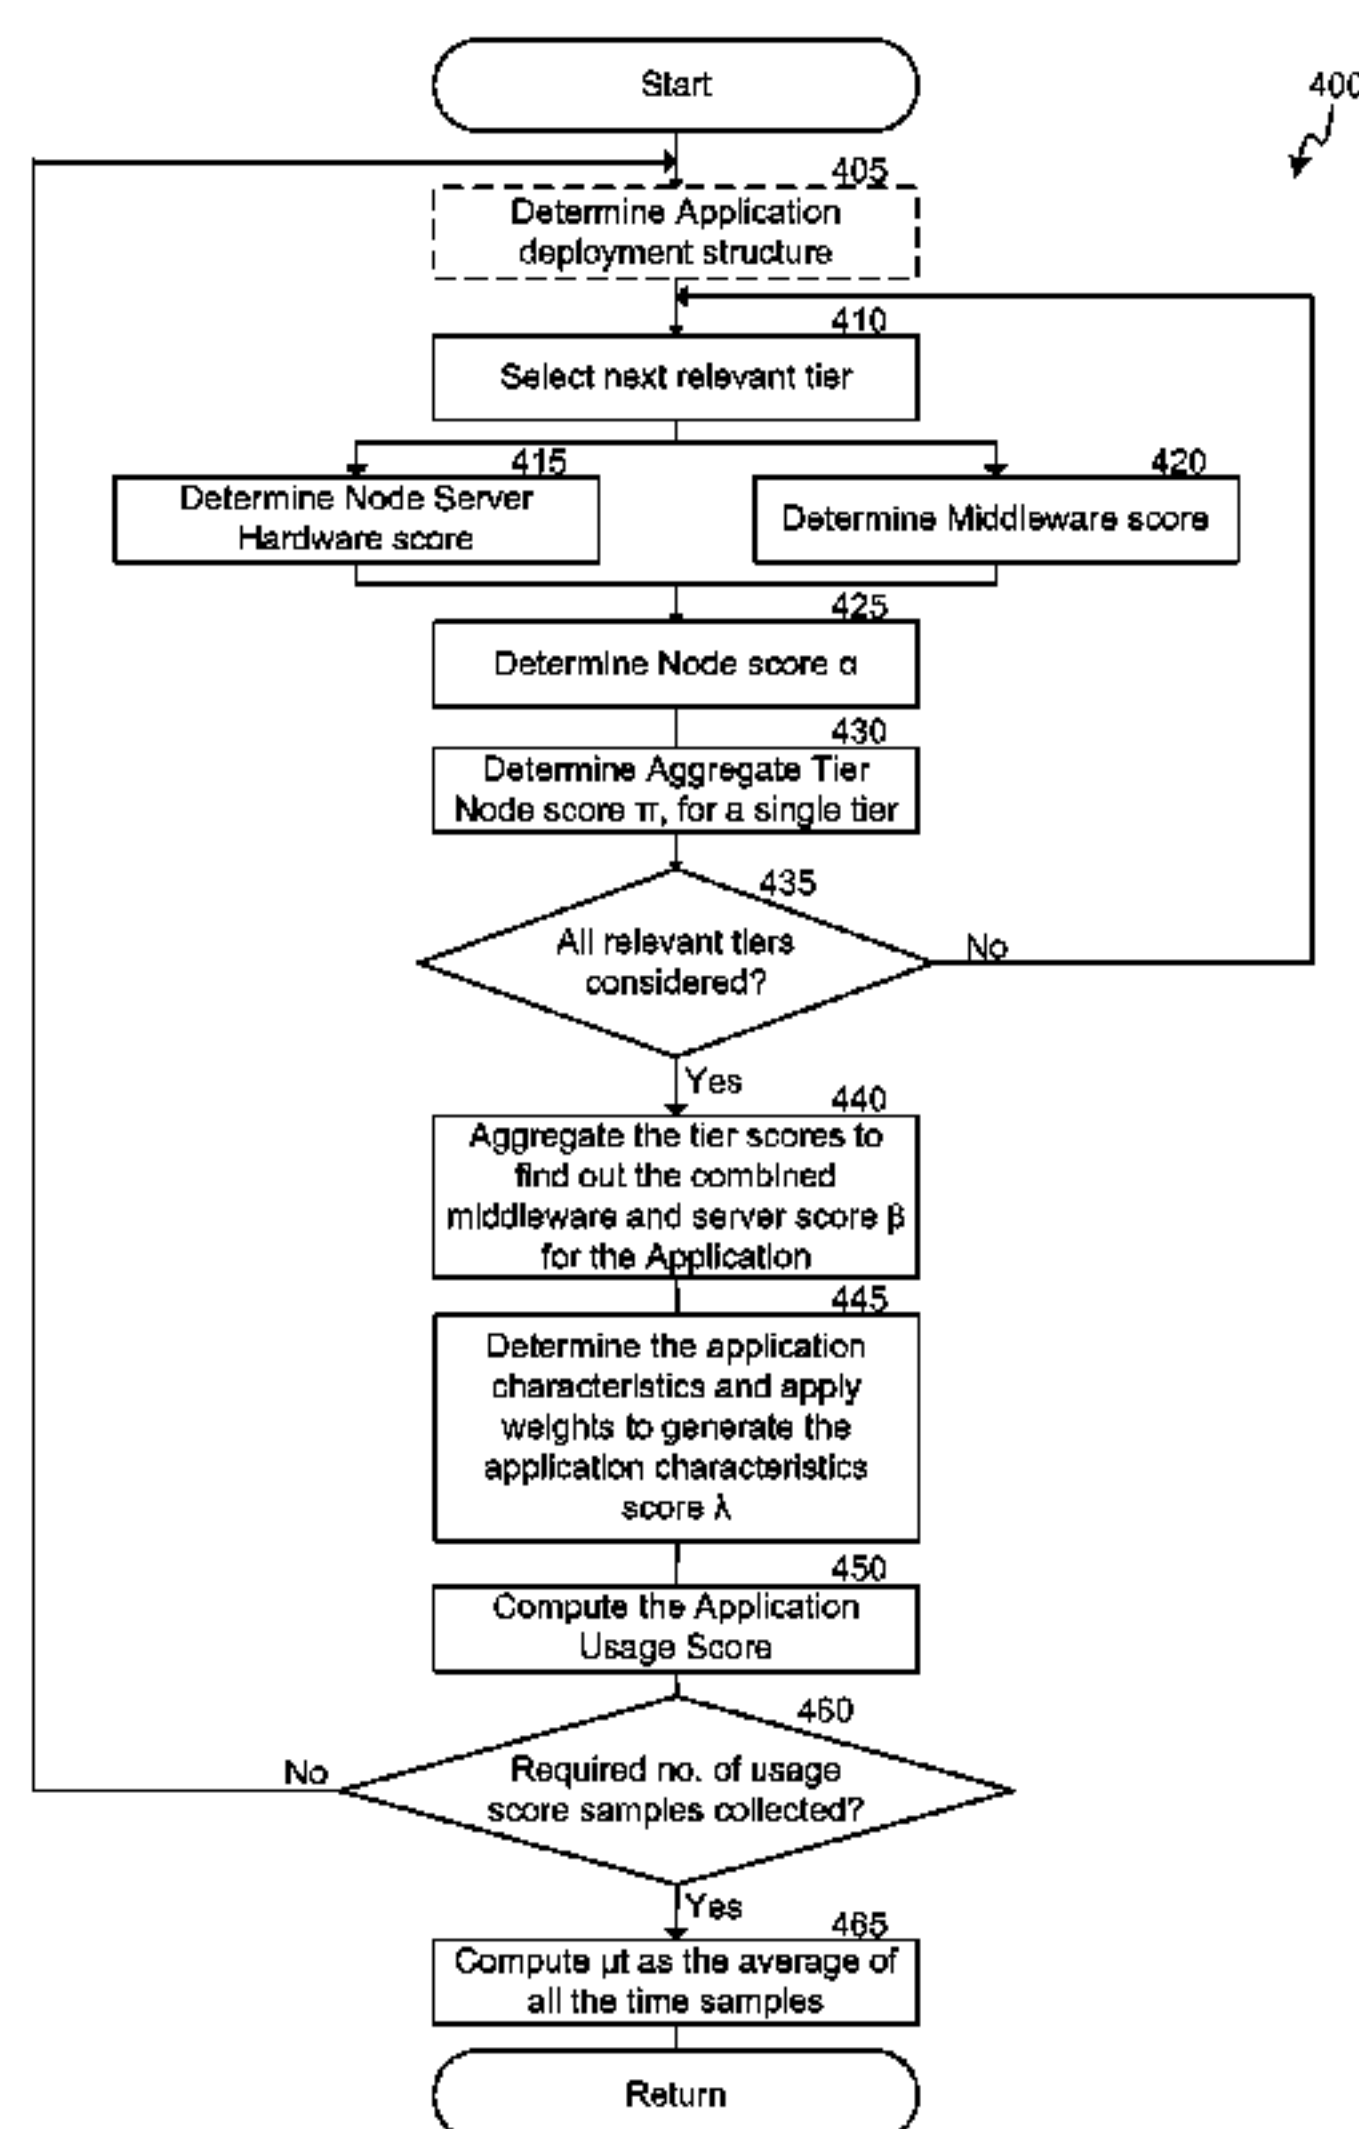 Start
400
405
Determine Application
deployment structure
410
Select next relevant tier
415
Determine Node Server
Hardware score
420
Determine Middleware score
425
Determine Node score α
430
Determine Aggregate Tier
Node score π, for a single tier
435
All relevant tiers
considered?
No
Yes
440
Aggregate the tier scores to
find out the combined
middleware and server score β
for the Application
445
Determine the application
characteristics and apply
weights to generate the
application characteristics
score λ
450
Compute the Application
Usage Score
460
Required no. of usage
score samples collected?
No
Yes
465
Compute μt as the average of
all the time samples
Return